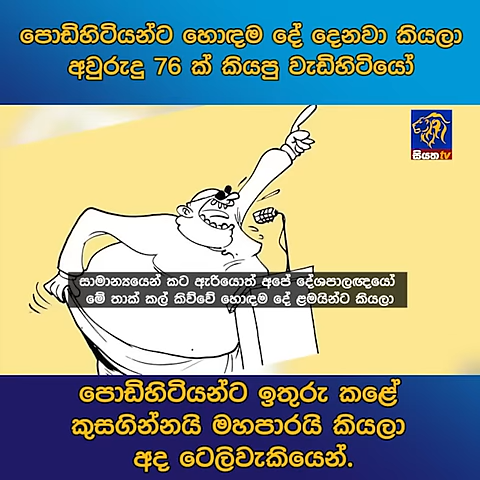 පොඩිහිටියන්ට හොඳම දේ දෙනවා කියලා
අවුරුදු 76 ක් කියපු වැඩිහිටියෝ
සියත tv
සාමාන්‍යයෙන් කට ඇරියොත් අපේ දේශපාලඥයෝ
මේ තාක් කල් කිව්වේ හොඳම දේ ළමයින්ට කියලා
පොඩිහිටියන්ට ඉතුරු කළේ
කුසගින්නයි මහපාරයි කියලා
අද ටෙලිවැකියෙන්.